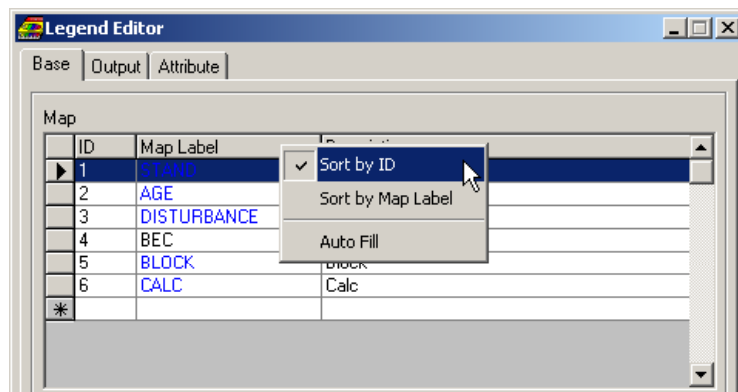 Legend Editor
Base Output Attribute
Map
ID Map Label
1 STAND
2 AGE
3 DISTURBANCE
4 BEC
5 BLOCK
6 CALC Calc
Sort by ID
Sort by Map Label
Auto Fill